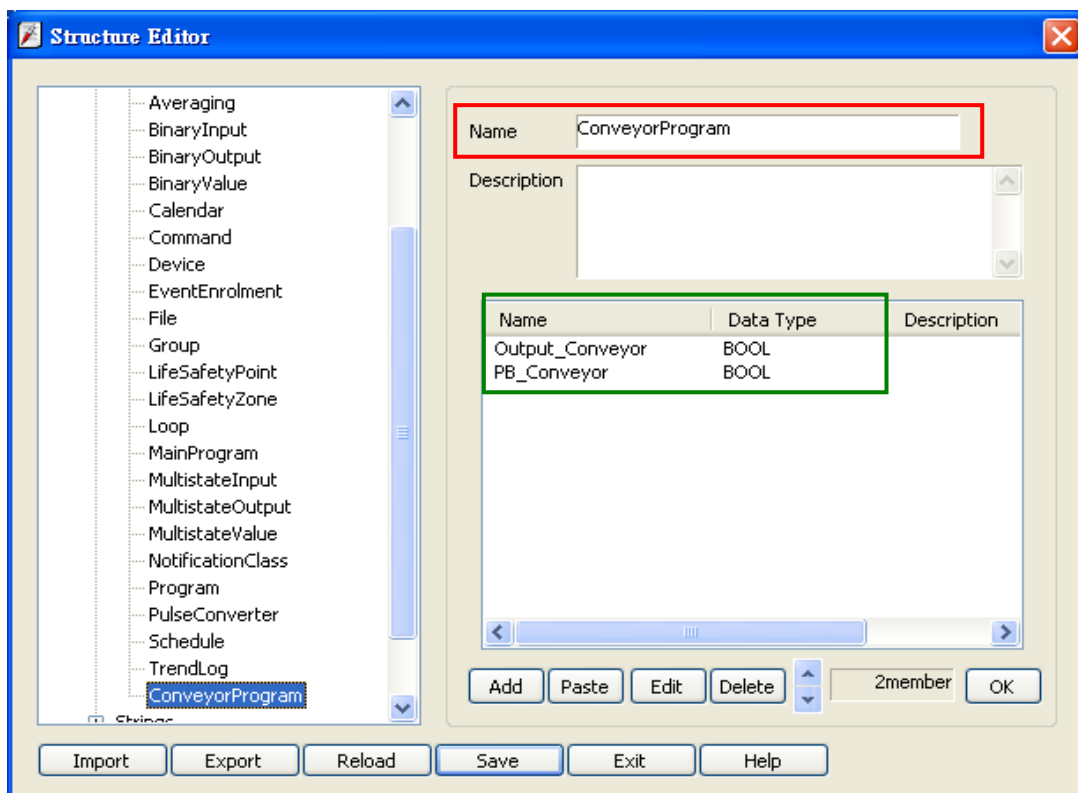 Structure Editor
Averaging
BinaryInput
BinaryOutput
BinaryValue
Calendar
Command
Device
EventEnrolment
File
Group
LifeSafetyPoint
LifeSafetyZone
Loop
MainProgram
MultistateInput
MultistateOutput
MultistateValue
NotificationClass
Program
PulseConverter
Schedule
TrendLog
ConveyorProgram
Strings
Name ConveyorProgram
Description
Name Data Type Description
Output_Conveyor BOOL
PB_Conveyor BOOL
Add Paste Edit Delete 2member OK
Import Export Reload Save Exit Help